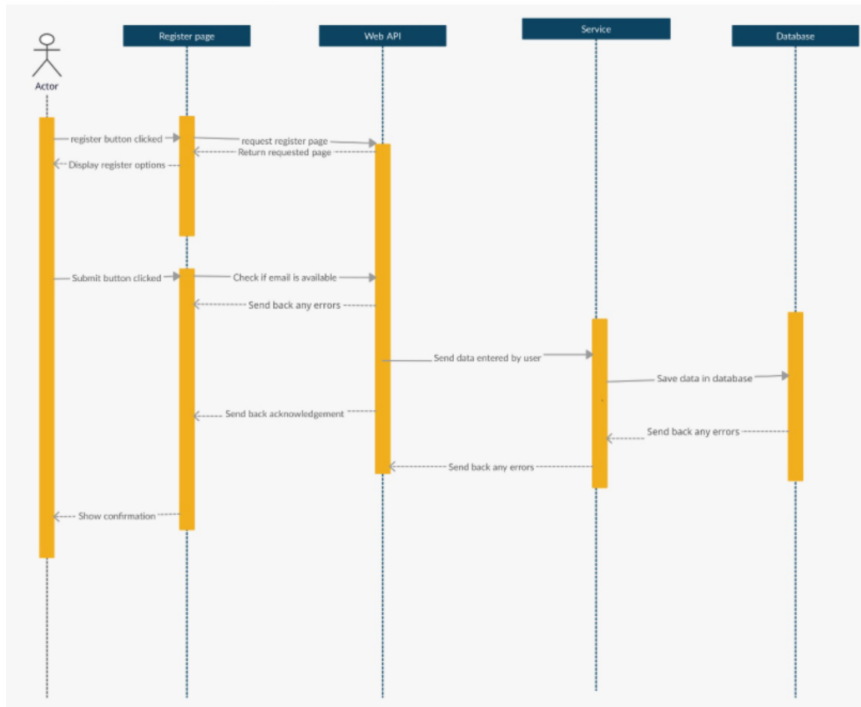 Register page
Web API
Service
Database
Actor
register button clicked
request register page
Return requested page
Display register options
Submit button clicked
Check if email is available
Send back any errors
Send data entered by user
Save data in database
Send back acknowledgement
Send back any errors
Send back any errors
Show confirmation